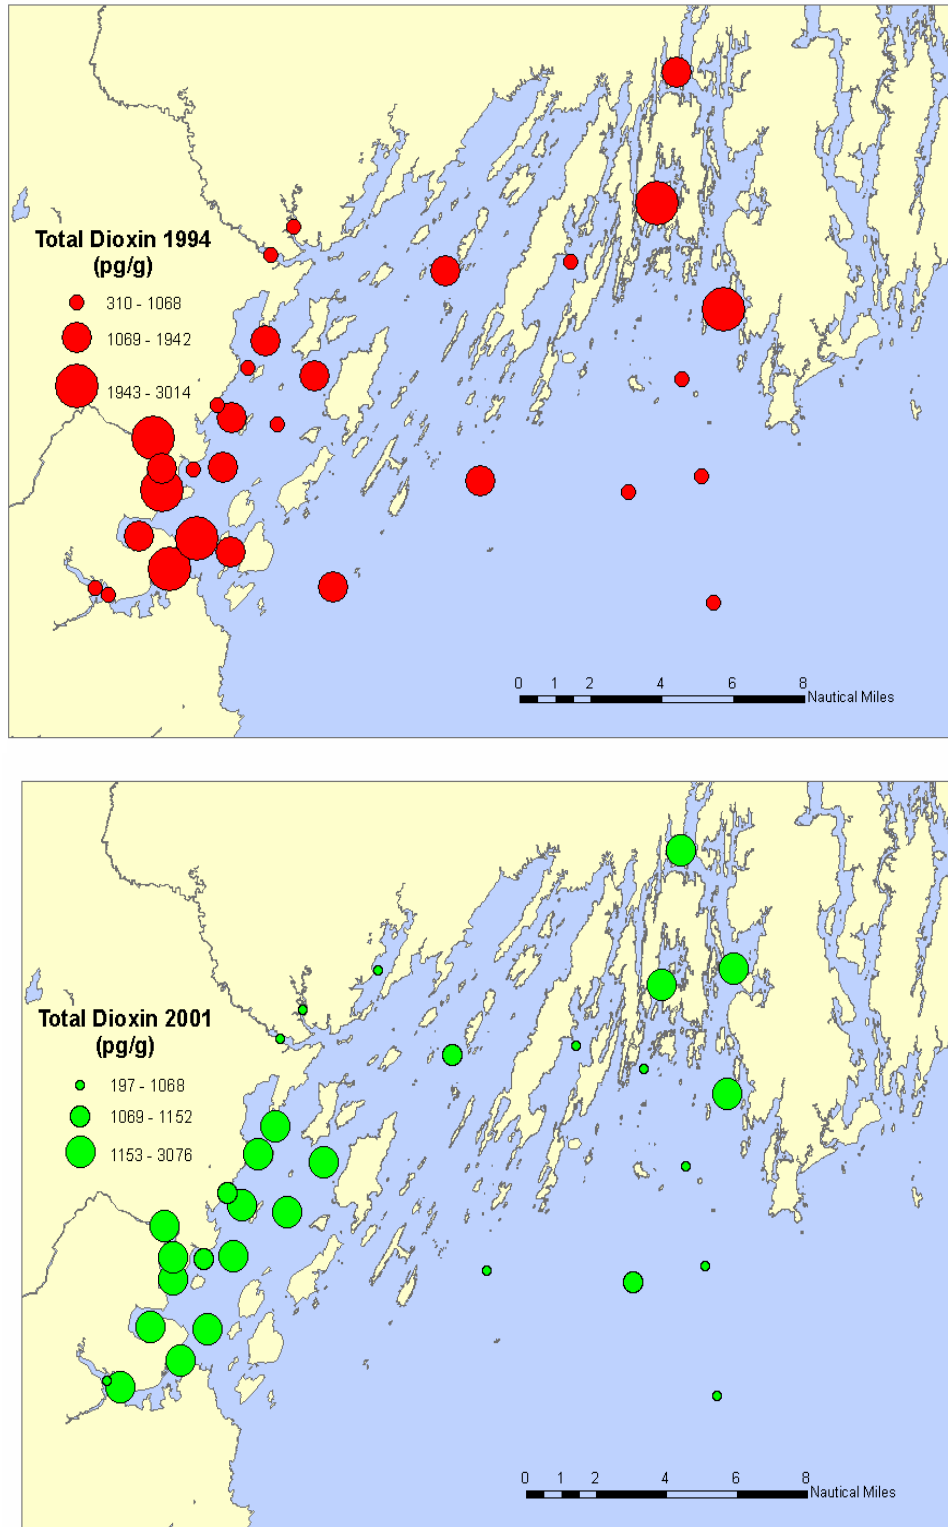 Total Dioxin 1994
(pg/g)
310 - 1068
1069 - 1942
1943 - 3014
0 1 2 4 6 8
Nautical Miles
Total Dioxin 2001
(pg/g)
197 - 1068
1069 - 1152
1153 - 3076
0 1 2 4 6 8
Nautical Miles